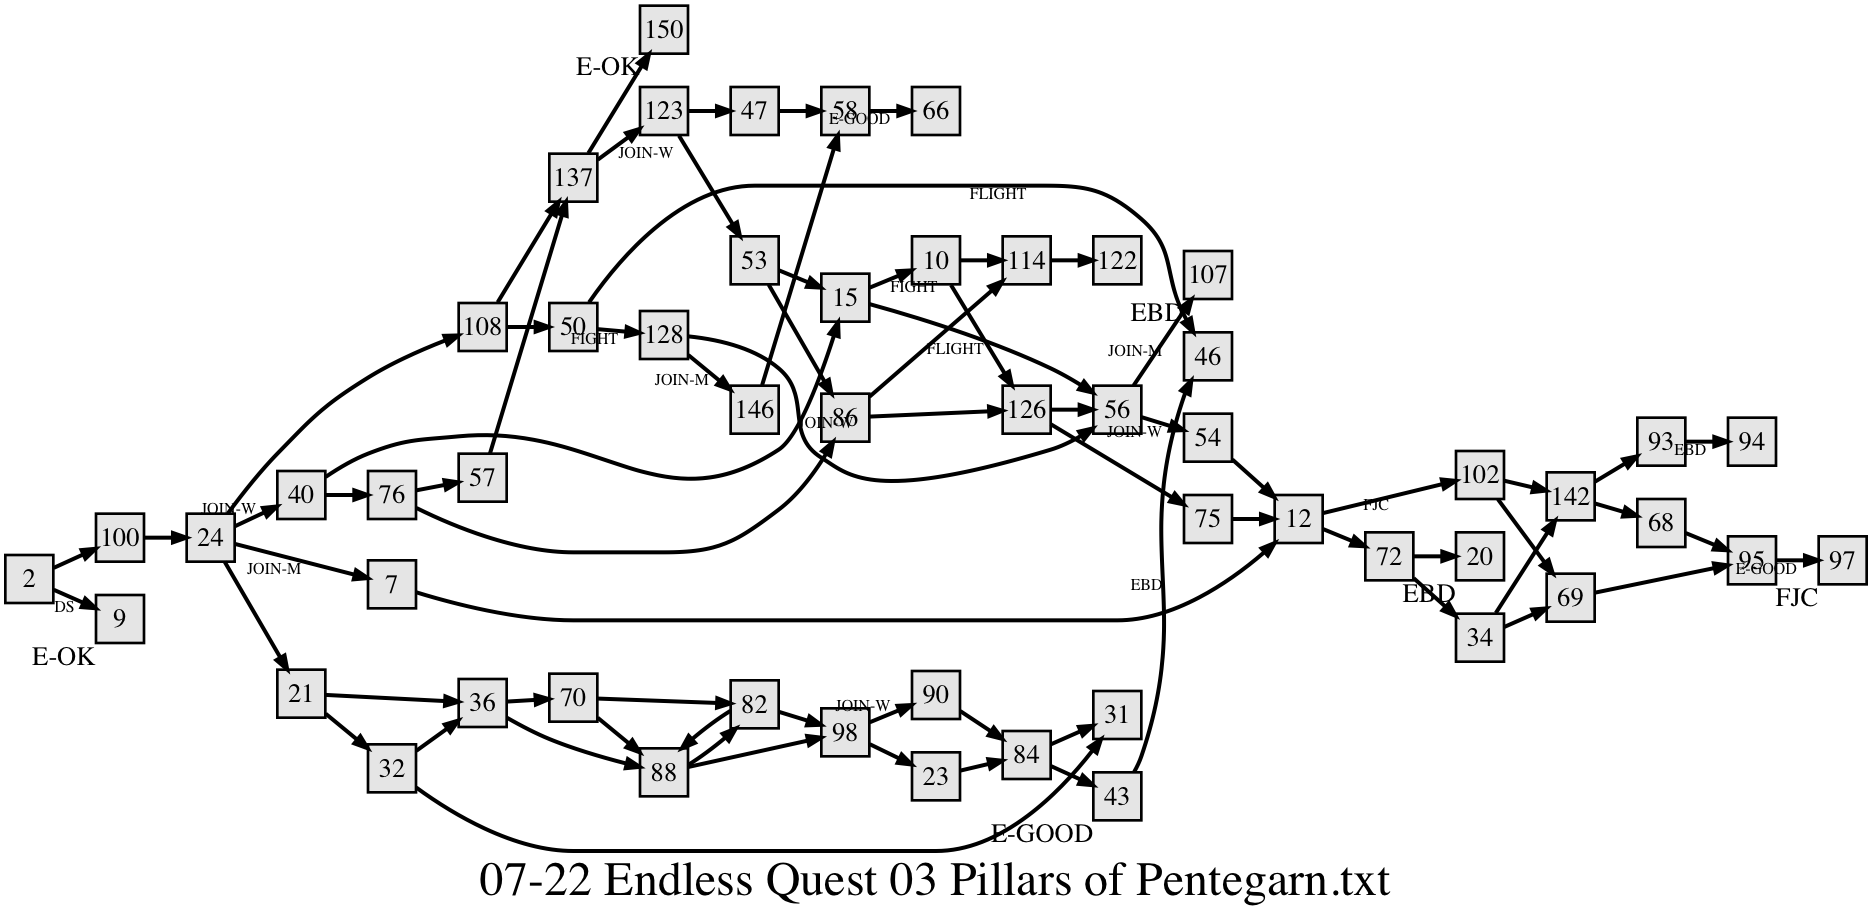 150
E-OK
123
47
58
E-GOOD
66
JOIN-W
137
FLIGHT
53
10
114
122
107
15
FIGHT
EBD
108
50
FIGHT
128
FLIGHT
JOIN-M
46
JOIN-M
146
86
JOIN-W
126
56
JOIN-W
54
93
EBD
94
40
76
57
102
142
JOIN-W
FJC
100
24
75
12
68
2
JOIN-M
7
72
20
95
E-GOOD
97
DS
9
EBD
EBD
69
FJC
E-OK
34
21
36
70
82
JOIN-W
90
31
98
32
88
23
84
43
E-GOOD
07-22 Endless Quest 03 Pillars of Pentegarn.txt